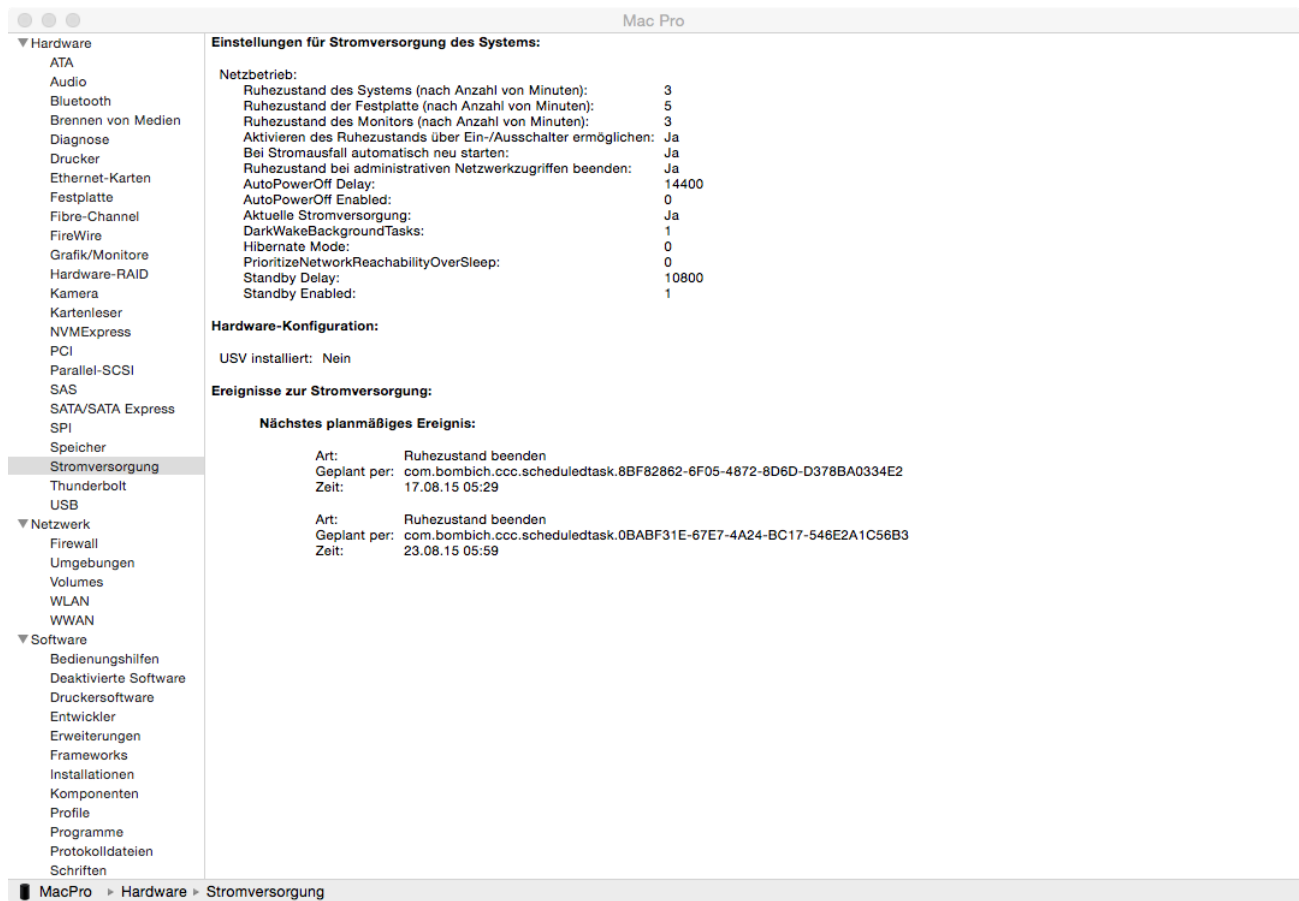 Mac Pro
Hardware
ATA
Audio
Bluetooth
Brennen von Medien
Diagnose
Drucker
Ethernet-Karten
Festplatte
Fibre-Channel
FireWire
Grafik/Monitore
Hardware-RAID
Kamera
Kartenleser
NVMExpress
PCI
Parallel-SCSI
SAS
SATA/SATA Express
SPI
Speicher
Stromversorgung
Thunderbolt
USB
Netzwerk
Firewall
Umgebungen
Volumes
WLAN
WWAN
Software
Bedienungshilfen
Deaktivierte Software
Druckersoftware
Entwickler
Erweiterungen
Frameworks
Installationen
Komponenten
Profile
Programme
Protokolldateien
Schriften
Einstellungen für Stromversorgung des Systems:
Netzbetrieb:
Ruhezustand des Systems (nach Anzahl von Minuten): 3
Ruhezustand der Festplatte (nach Anzahl von Minuten): 5
Ruhezustand des Monitors (nach Anzahl von Minuten): 3
Aktivieren des Ruhezustands über Ein-/Ausschalter ermöglichen: Ja
Bei Stromausfall automatisch neu starten: Ja
Ruhezustand bei administrativen Netzwerkzugriffen beenden: Ja
AutoPowerOff Delay: 14400
AutoPowerOff Enabled: 0
Aktuelle Stromversorgung: Ja
DarkWakeBackgroundTasks: 1
Hibernate Mode: 0
PrioritizeNetworkReachabilityOverSleep: 0
Standby Delay: 10800
Standby Enabled: 1
Hardware-Konfiguration:
USV installiert: Nein
Ereignisse zur Stromversorgung:
Nächstes planmäßiges Ereignis:
Art: Ruhezustand beenden
Geplant per: com.bombich.ccc.scheduledtask.8BF82862-6F05-4872-8D6D-D378BA0334E2
Zeit: 17.08.15 05:29
Art: Ruhezustand beenden
Geplant per: com.bombich.ccc.scheduledtask.0BABF31E-67E7-4A24-BC17-546E2A1C56B3
Zeit: 23.08.15 05:59
MacPro ▸ Hardware ▸ Stromversorgung